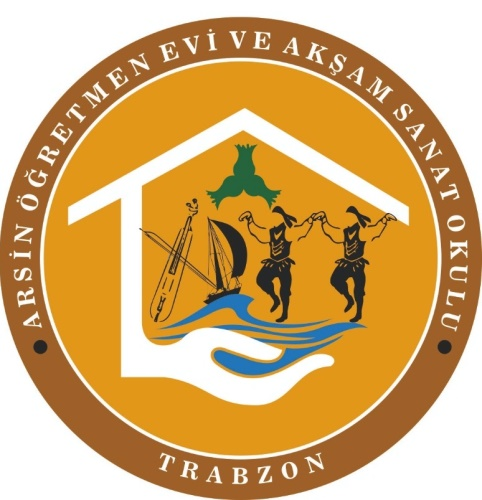 ARSİN ÖĞRETMEN EVİ VE AKŞAM SANAT OKULU
TRABZON